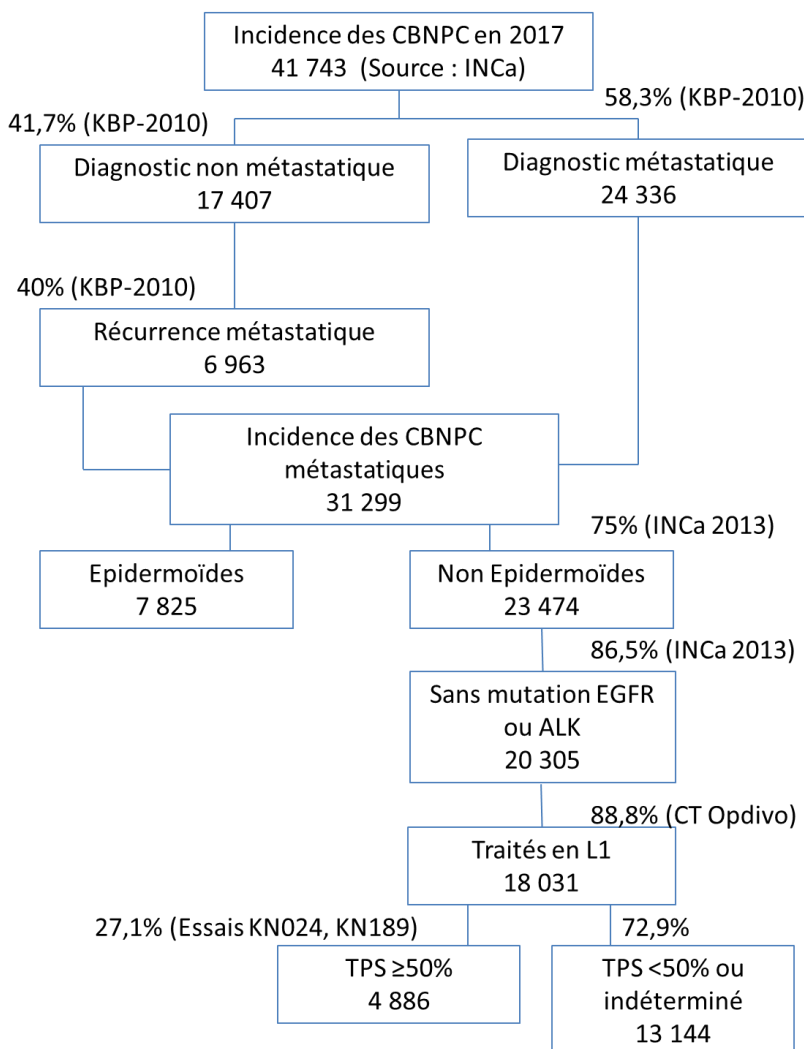 Incidence des CBNPC en 2017
41 743 (Source : INCa)
41,7% (KBP-2010)
58,3% (KBP-2010)
Diagnostic non métastatique
17 407
Diagnostic métastatique
24 336
40% (KBP-2010)
Récurrence métastatique
6 963
Incidence des CBNPC
métastatiques
31 299
75% (INCa 2013)
Epidermoïdes
7 825
Non Epidermoïdes
23 474
86,5% (INCa 2013)
Sans mutation EGFR
ou ALK
20 305
88,8% (CT Opdivo)
Traités en L1
18 031
27,1% (Essais KN024, KN189)
72,9%
TPS ≥50%
4 886
TPS <50% ou
indéterminé
13 144